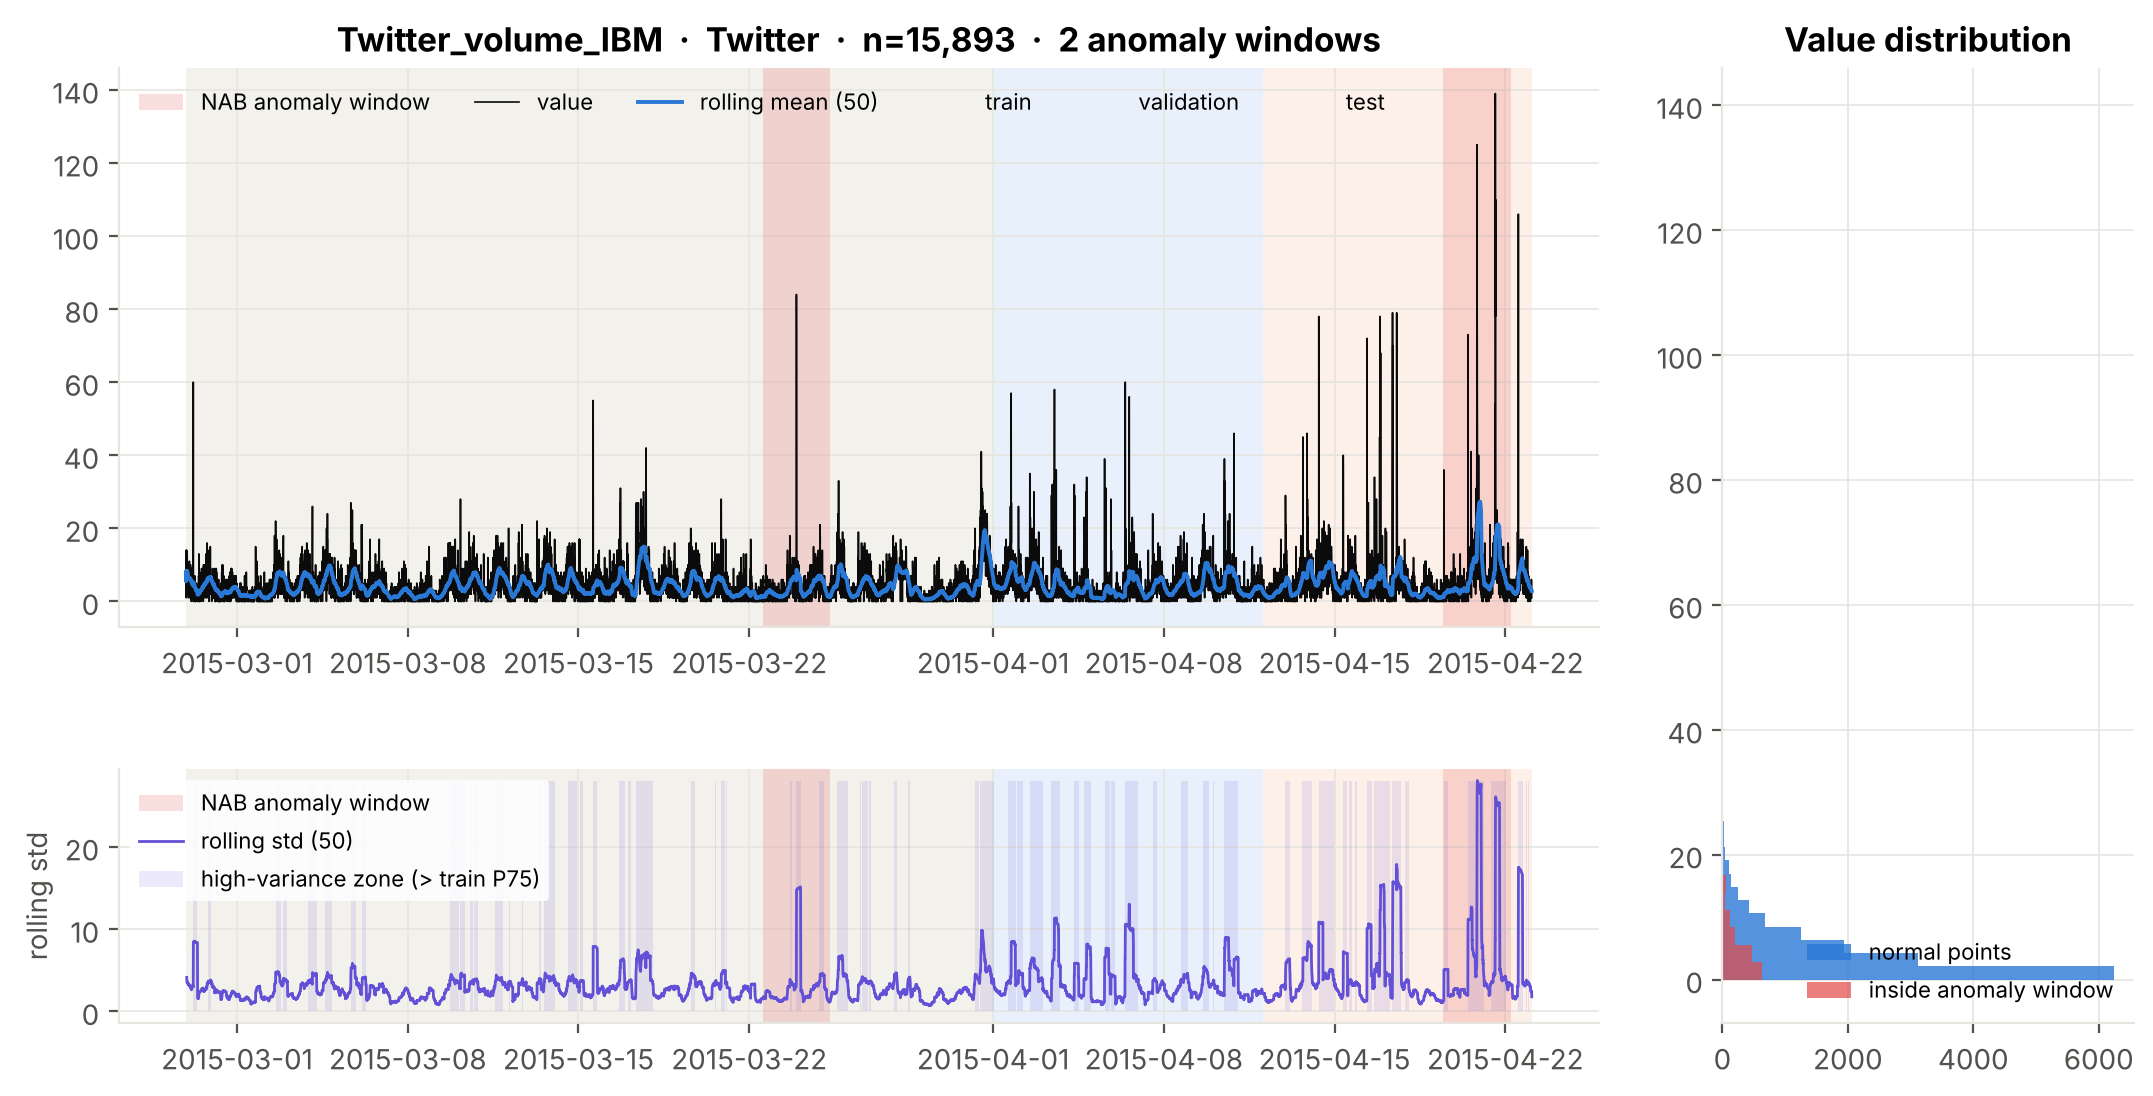 Twitter_volume_IBM · Twitter · n=15,893 · 2 anomaly windows
NAB anomaly window value rolling mean (50) train validation test
140
120
100
80
60
40
20
0
2015-03-01 2015-03-08 2015-03-15 2015-03-22 2015-04-01 2015-04-08 2015-04-15 2015-04-22
rolling std
NAB anomaly window
rolling std (50)
high-variance zone (> train P75)
20
10
0
2015-03-01 2015-03-08 2015-03-15 2015-03-22 2015-04-01 2015-04-08 2015-04-15 2015-04-22
Value distribution
140
120
100
80
60
40
20
0
normal points
inside anomaly window
0 2000 4000 6000